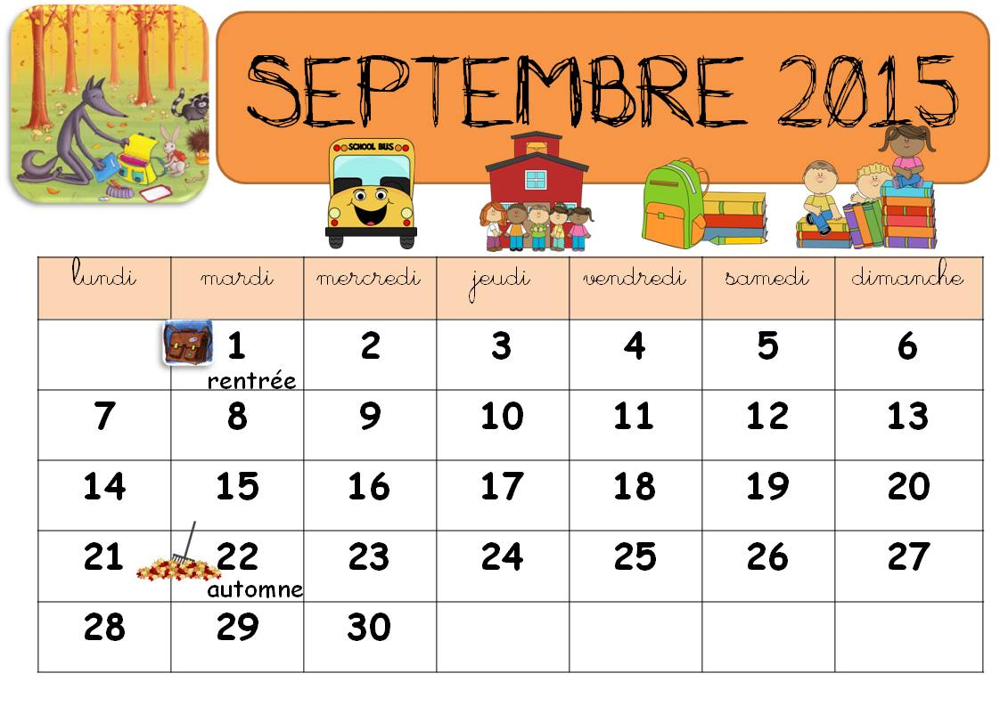 SEPTEMBRE 2015
SCHOOL BUS
lundi mardi mercredi jeudi vendredi samedi dimanche
1 2 3 4 5 6
rentrée
7 8 9 10 11 12 13
14 15 16 17 18 19 20
21 22 23 24 25 26 27
automne
28 29 30